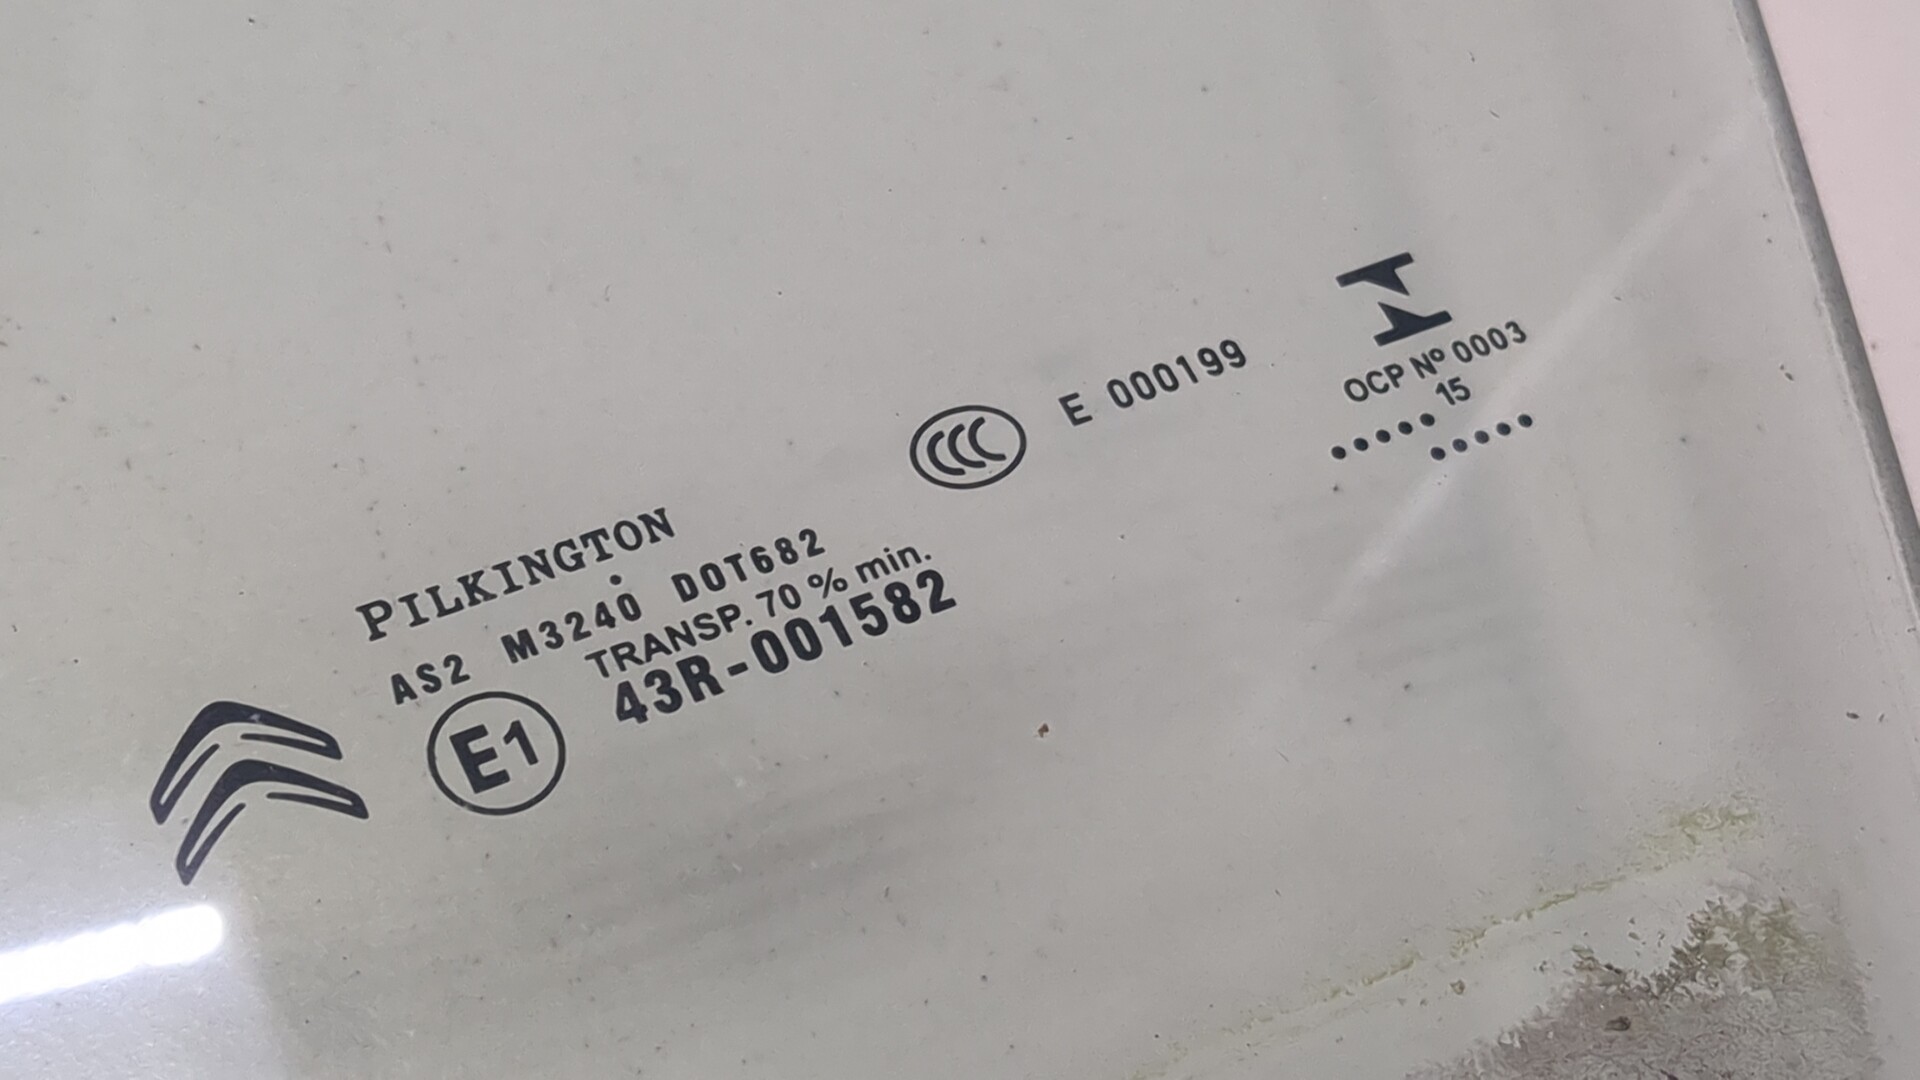 PILKINGTON
AS2 M3240 DOT682
TRANSP. 70 % min.
E1 43R-001582
CCC E 000199
OCP Nº 0003
•••••15
•••••